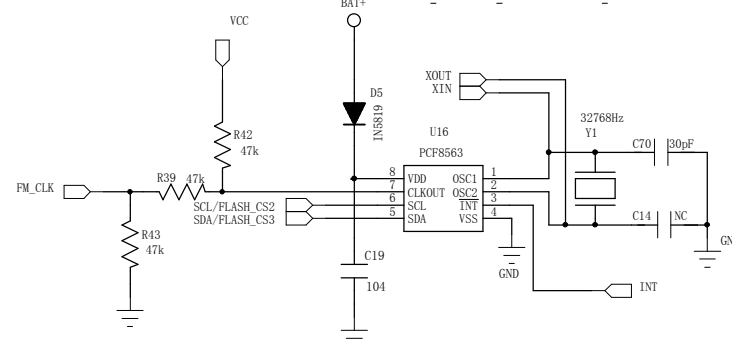 BAT+
VCC
D5
IN5819
XOUT
XIN
32768Hz
Y1
R42
47k
U16
PCF8563
C70 30pF
R39 47k
FM_CLK
8 VDD OSC1 1
7 CLKOUT OSC2 2
6 SCL INT 3
5 SDA VSS 4
SCL/FLASH_CS2
SDA/FLASH_CS3
C14 NC
R43
47k
C19
104
GND
INT